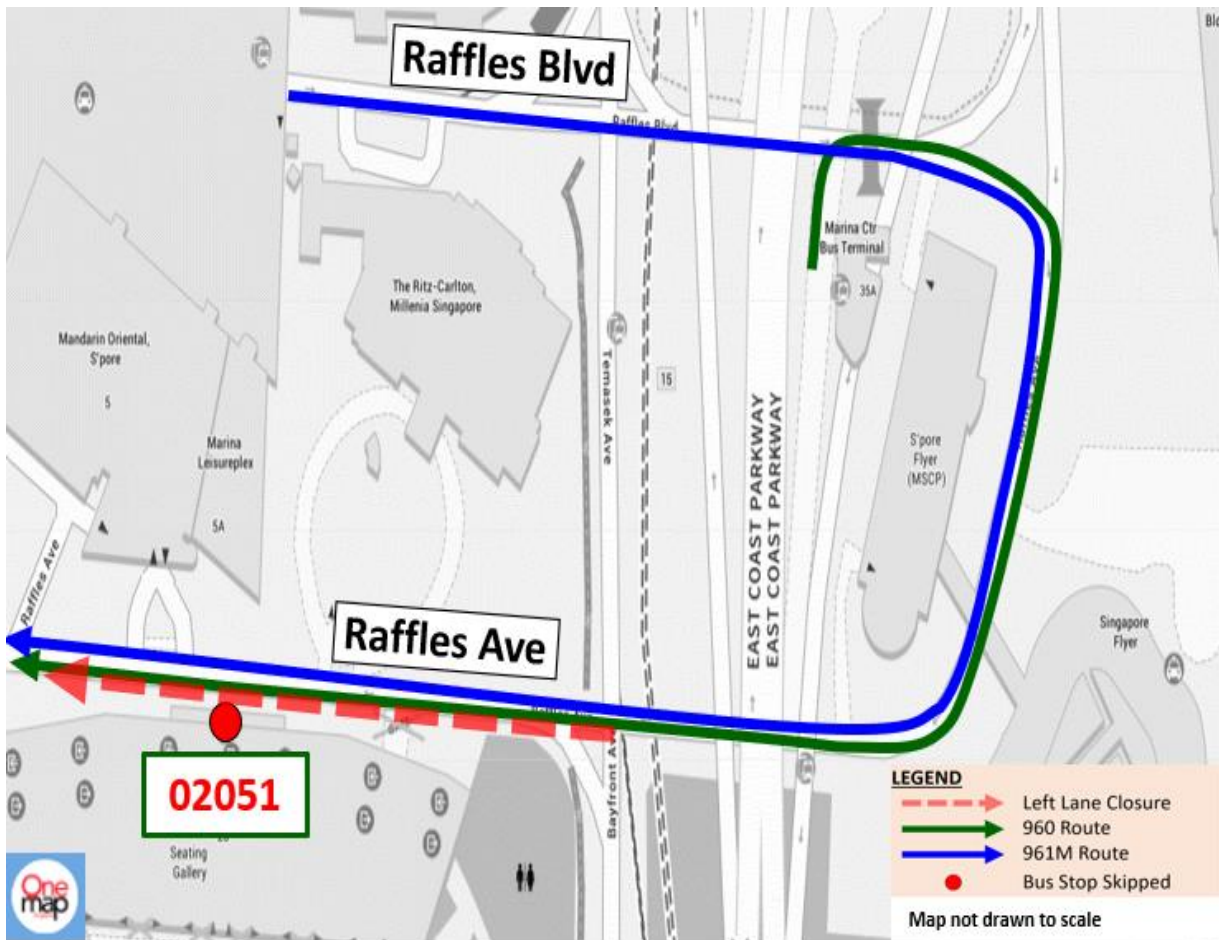 Raffles Blvd
Raffles Blvd
Marina Ctr
Bus Terminal
35A
The Ritz-Carlton,
Millenia Singapore
Mandarin Oriental,
S'pore
5
Temasek Ave
15
Marina
Leisureplex
5A
EAST COAST PARKWAY
EAST COAST PARKWAY
S'pore
Flyer
(MSCP)
Raffles Ave
Raffles Ave
Singapore
Flyer
Bayfront Ave
02051
Seating
Gallery
One
map
LEGEND
Left Lane Closure
960 Route
961M Route
Bus Stop Skipped
Map not drawn to scale